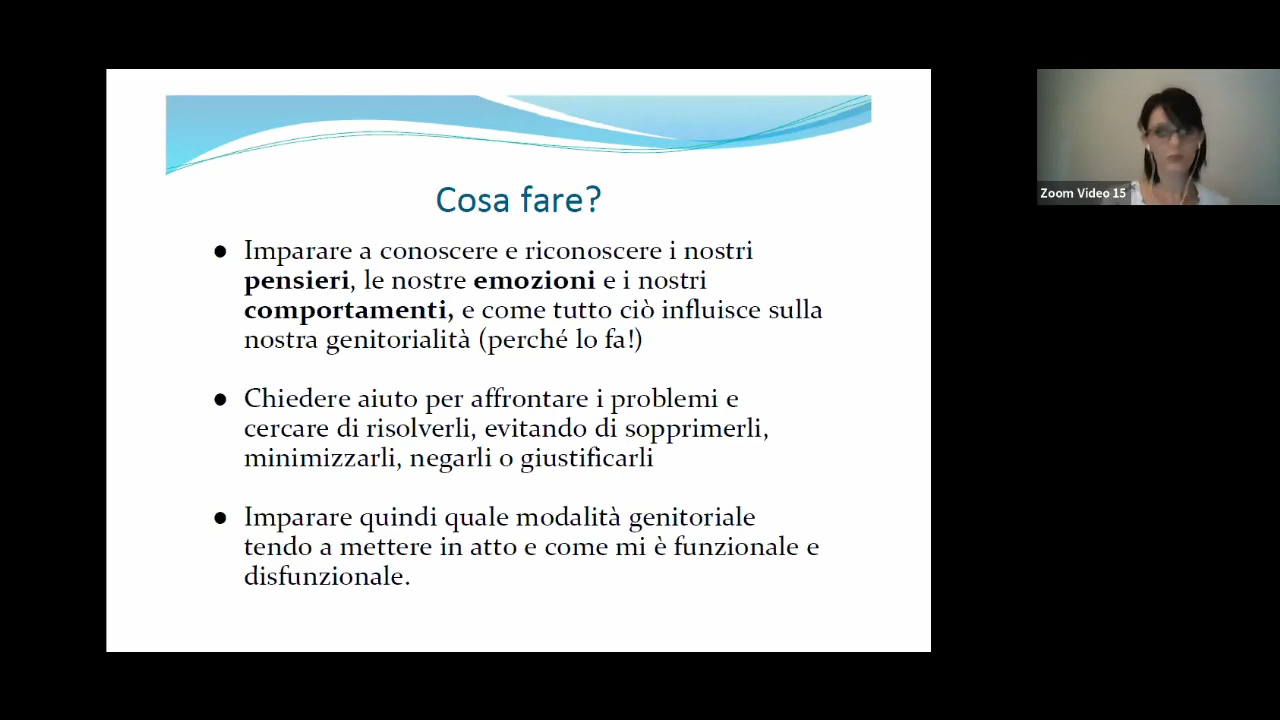 Cosa fare?
● Imparare a conoscere e riconoscere i nostri
pensieri, le nostre emozioni e i nostri
comportamenti, e come tutto ciò influisce sulla
nostra genitorialità (perché lo fa!)
● Chiedere aiuto per affrontare i problemi e
cercare di risolverli, evitando di sopprimerli,
minimizzarli, negarli o giustificarli
● Imparare quindi quale modalità genitoriale
tendo a mettere in atto e come mi è funzionale e
disfunzionale.
Zoom Video 15